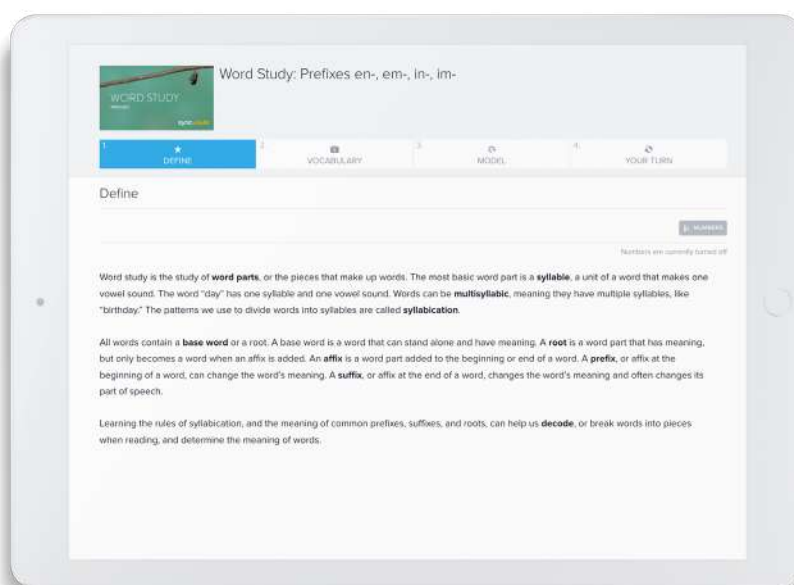 Word Study: Prefixes en-, em-, in-, im-
WORD STUDY
1. DEFINE
2. VOCABULARY
3. MODEL
4. YOUR TURN
Define
NUMBERS
Numbers are currently turned off
Word study is the study of word parts, or the pieces that make up words. The most basic word part is a syllable, a unit of a word that makes one
vowel sound. The word "day" has one syllable and one vowel sound. Words can be multisyllabic, meaning they have multiple syllables, like
"birthday." The patterns we use to divide words into syllables are called syllabication.
All words contain a base word or a root. A base word is a word that can stand alone and have meaning. A root is a word part that has meaning,
but only becomes a word when an affix is added. An affix is a word part added to the beginning or end of a word. A prefix, or affix at the
beginning of a word, can change the word's meaning. A suffix, or affix at the end of a word, changes the word's meaning and often changes its
part of speech.
Learning the rules of syllabication, and the meaning of common prefixes, suffixes, and roots, can help us decode, or break words into pieces
when reading, and determine the meaning of words.